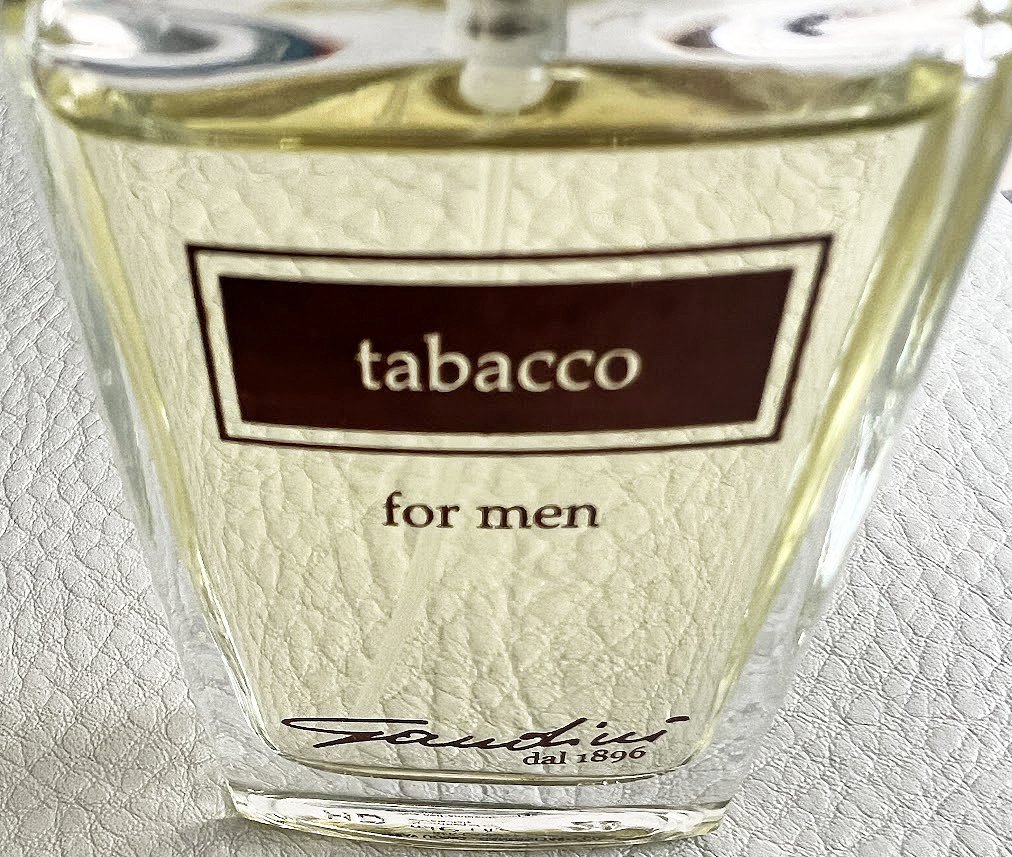 tabacco
for men
Gandini
dal 1896